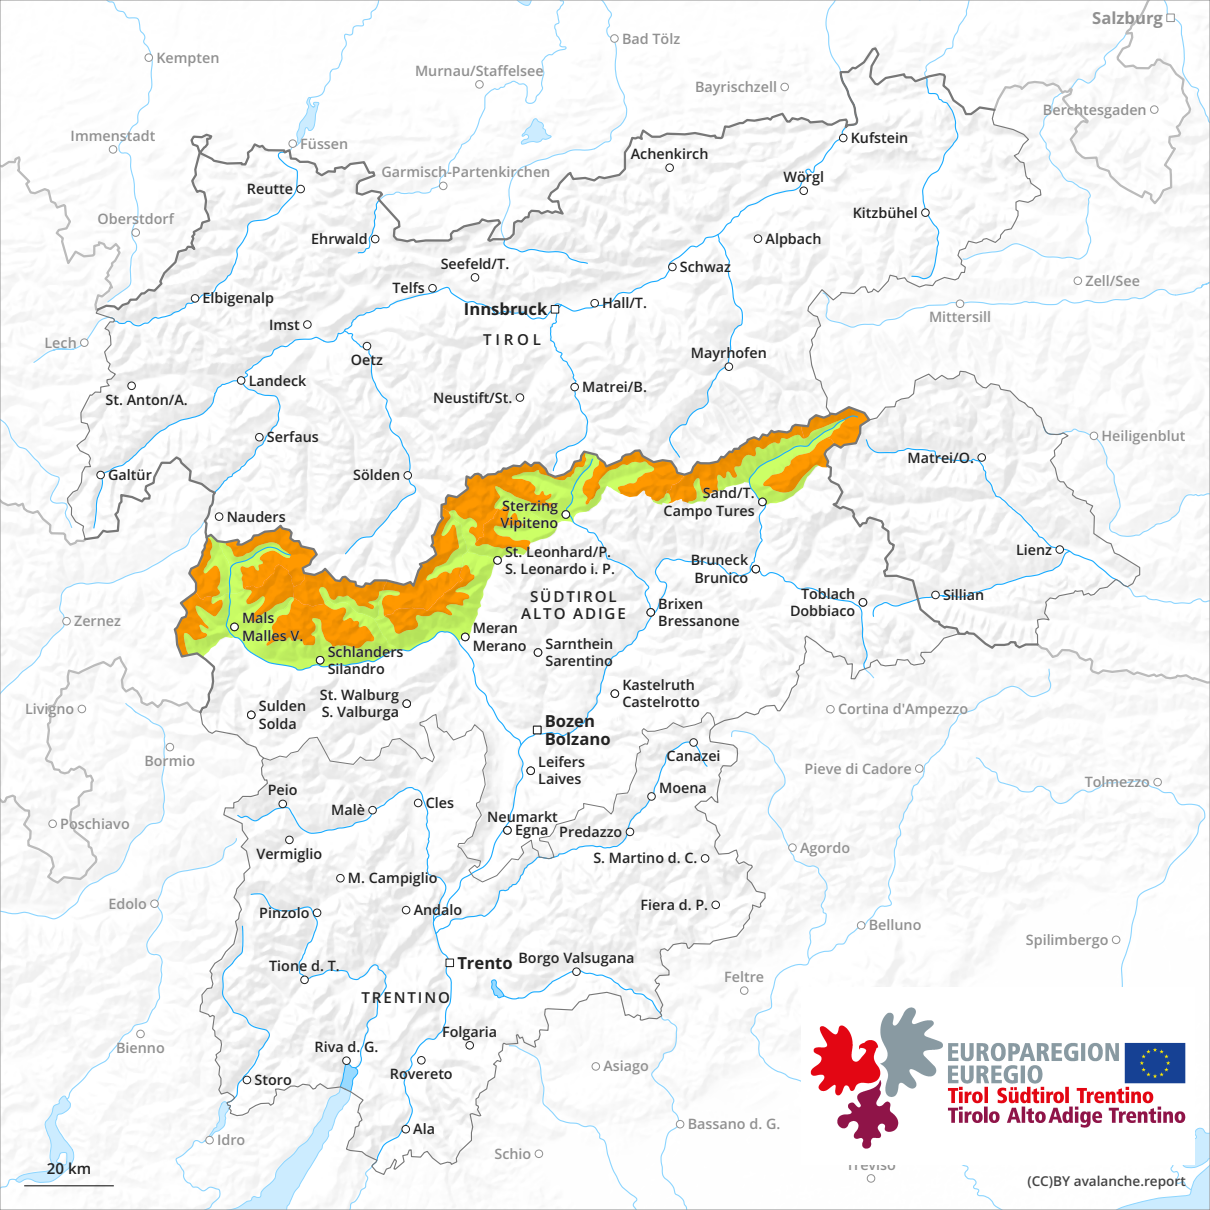 Salzburg
Bad Tölz
Kempten
Murnau/Staffelsee
Bayrischzell
Berchtesgaden
Immenstadt
Füssen
Kufstein
Achenkirch
Garmisch-Partenkirchen
Wörgl
Reutte
Oberstdorf
Kitzbühel
Ehrwald
Alpbach
Seefeld/T.
Schwaz
Zell/See
Telfs
Elbigenalp
Hall/T.
Innsbruck
Mittersill
Imst
TIROL
Lech
Oetz
Mayrhofen
Landeck
Matrei/B.
St. Anton/A.
Neustift/St.
Serfaus
Heiligenblut
Matrei/O.
Galtür
Sölden
Sand/T.
Campo Tures
Sterzing
Vipiteno
Nauders
St. Leonhard/P.
S. Leonardo i. P.
Lienz
Bruneck
Brunico
SÜDTIROL
ALTO ADIGE
Toblach
Dobbiaco
Sillian
Brixen
Bressanone
Zernez
Mals
Malles V.
Meran
Merano
Sarnthein
Sarentino
Schlanders
Silandro
Kastelruth
Castelrotto
St. Walburg
S. Valburga
Sulden
Solda
Livigno
Cortina d'Ampezzo
Bozen
Bolzano
Bormio
Canazei
Leifers
Laives
Pieve di Cadore
Tolmezzo
Peio
Moena
Malè
Cles
Neumarkt
Egna
Predazzo
Poschiavo
Vermiglio
Agordo
S. Martino d. C.
M. Campiglio
Edolo
Pinzolo
Andalo
Fiera d. P.
Belluno
Spilimbergo
Trento
Borgo Valsugana
Tione d. T.
Feltre
TRENTINO
Folgaria
Bienno
Riva d. G.
Rovereto
Asiago
Storo
EUROPAREGION
EUREGIO
Tirol Südtirol Trentino
Tirolo Alto Adige Trentino
Ala
Bassano d. G.
Idro
Schio
Treviso
20 km
(CC)BY avalanche.report